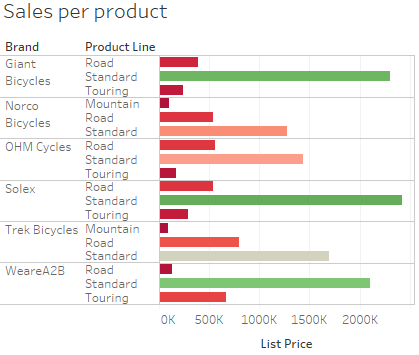 Sales per product
Brand Product Line
Giant Bicycles Road
Standard
Touring
Norco Bicycles Mountain
Road
Standard
OHM Cycles Road
Standard
Touring
Solex Road
Standard
Touring
Trek Bicycles Mountain
Road
Standard
WeareA2B Road
Standard
Touring
0K 500K 1000K 1500K 2000K
List Price